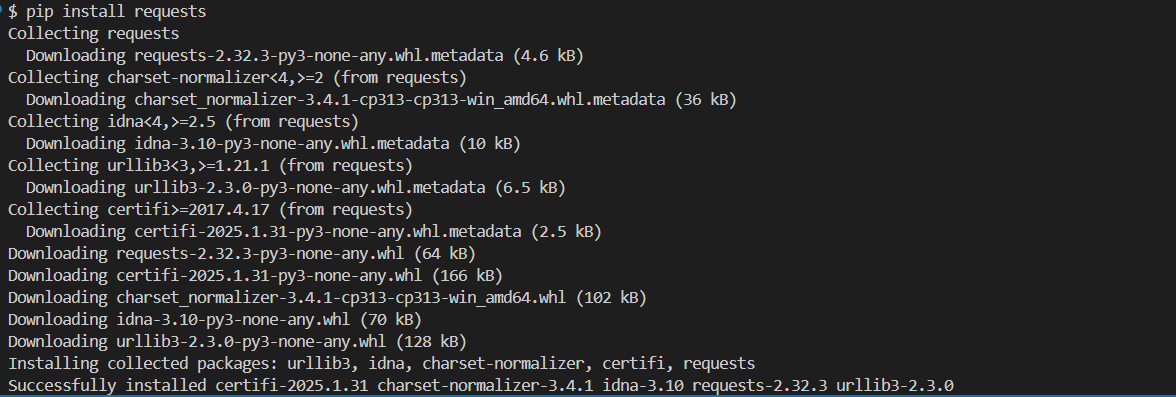 $ pip install requests
Collecting requests
  Downloading requests-2.32.3-py3-none-any.whl.metadata (4.6 kB)
Collecting charset-normalizer<4,>=2 (from requests)
  Downloading charset_normalizer-3.4.1-cp313-cp313-win_amd64.whl.metadata (36 kB)
Collecting idna<4,>=2.5 (from requests)
  Downloading idna-3.10-py3-none-any.whl.metadata (10 kB)
Collecting urllib3<3,>=1.21.1 (from requests)
  Downloading urllib3-2.3.0-py3-none-any.whl.metadata (6.5 kB)
Collecting certifi>=2017.4.17 (from requests)
  Downloading certifi-2025.1.31-py3-none-any.whl.metadata (2.5 kB)
Downloading requests-2.32.3-py3-none-any.whl (64 kB)
Downloading certifi-2025.1.31-py3-none-any.whl (166 kB)
Downloading charset_normalizer-3.4.1-cp313-cp313-win_amd64.whl (102 kB)
Downloading idna-3.10-py3-none-any.whl (70 kB)
Downloading urllib3-2.3.0-py3-none-any.whl (128 kB)
Installing collected packages: urllib3, idna, charset-normalizer, certifi, requests
Successfully installed certifi-2025.1.31 charset-normalizer-3.4.1 idna-3.10 requests-2.32.3 urllib3-2.3.0